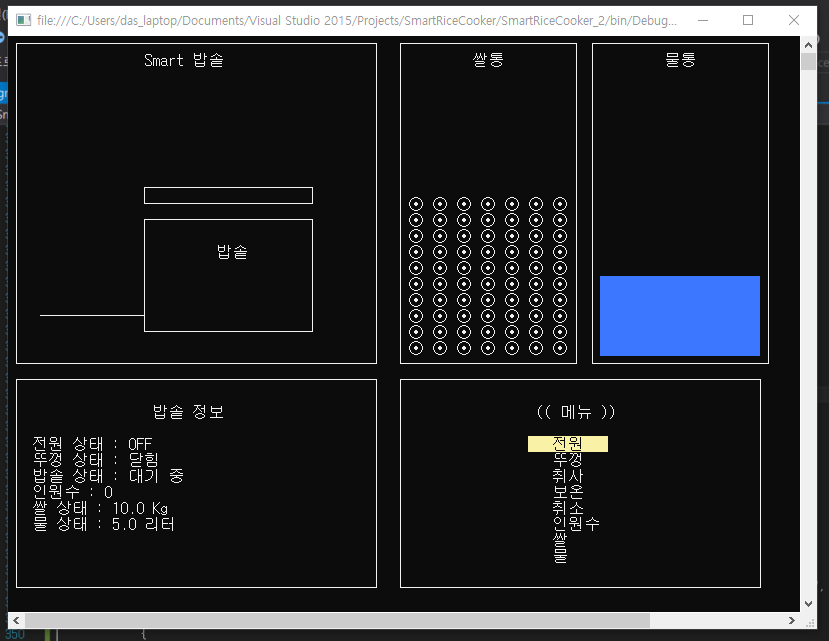 file:///C:/Users/das_laptop/Documents/Visual Studio 2015/Projects/SmartRiceCooker/SmartRiceCooker_2/bin/Debug...
Smart 밥솥
쌀통
물통
밥솥
밥솥 정보
전원 상태 : OFF
뚜껑 상태 : 닫힘
밥솥 상태 : 대기 중
인원수 : 0
쌀 상태 : 10.0 Kg
물 상태 : 5.0 리터
(( 메뉴 ))
전원
뚜껑
취사
보온
취소
인원수
쌀
물
350
{